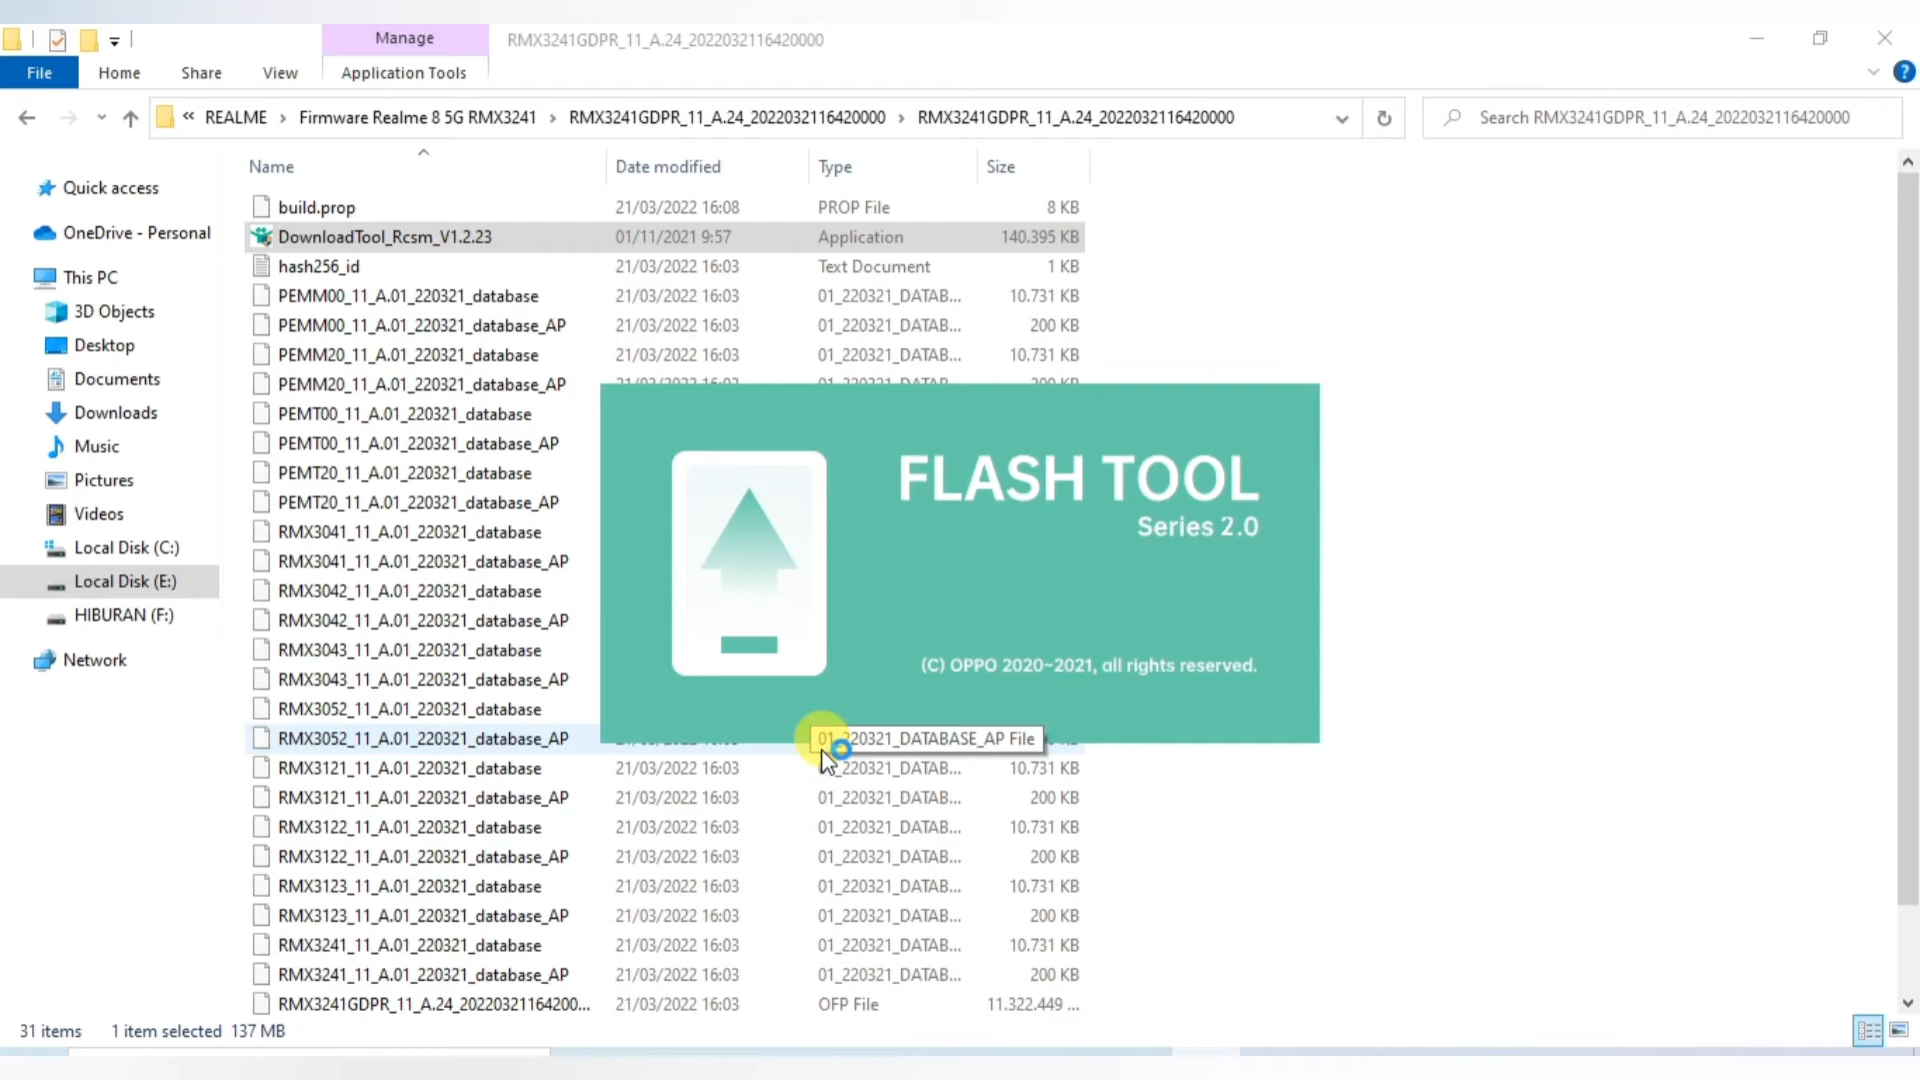 Manage
RMX3241GDPR_11_A.24_2022032116420000
File
Home
Share
View
Application Tools
«
REALME
Firmware Realme 8 5G RMX3241
RMX3241GDPR_11_A.24_2022032116420000
RMX3241GDPR_11_A.24_2022032116420000
Search RMX3241GDPR_11_A.24_2022032116420000
Name Date modified Type Size
Quick access
OneDrive - Personal
This PC
3D Objects
Desktop
Documents
Downloads
Music
Pictures
Videos
Local Disk (C:)
Local Disk (E:)
HIBURAN (F:)
Network
build.prop 21/03/2022 16:08 PROP File 8 KB
DownloadTool_Rcsm_V1.2.23 01/11/2021 9:57 Application 140.395 KB
hash256_id 21/03/2022 16:03 Text Document 1 KB
PEMM00_11_A.01_220321_database 21/03/2022 16:03 01_220321_DATAB... 10.731 KB
PEMM00_11_A.01_220321_database_AP 21/03/2022 16:03 01_220321_DATAB... 200 KB
PEMM20_11_A.01_220321_database 21/03/2022 16:03 01_220321_DATAB... 10.731 KB
PEMM20_11_A.01_220321_database_AP
PEMT00_11_A.01_220321_database
PEMT00_11_A.01_220321_database_AP
PEMT20_11_A.01_220321_database
PEMT20_11_A.01_220321_database_AP
RMX3041_11_A.01_220321_database
RMX3041_11_A.01_220321_database_AP
RMX3042_11_A.01_220321_database
RMX3042_11_A.01_220321_database_AP
RMX3043_11_A.01_220321_database
RMX3043_11_A.01_220321_database_AP
RMX3052_11_A.01_220321_database
RMX3052_11_A.01_220321_database_AP
RMX3121_11_A.01_220321_database 21/03/2022 16:03 01_220321_DATAB... 10.731 KB
RMX3121_11_A.01_220321_database_AP 21/03/2022 16:03 01_220321_DATAB... 200 KB
RMX3122_11_A.01_220321_database 21/03/2022 16:03 01_220321_DATAB... 10.731 KB
RMX3122_11_A.01_220321_database_AP 21/03/2022 16:03 01_220321_DATAB... 200 KB
RMX3123_11_A.01_220321_database 21/03/2022 16:03 01_220321_DATAB... 10.731 KB
RMX3123_11_A.01_220321_database_AP 21/03/2022 16:03 01_220321_DATAB... 200 KB
RMX3241_11_A.01_220321_database 21/03/2022 16:03 01_220321_DATAB... 10.731 KB
RMX3241_11_A.01_220321_database_AP 21/03/2022 16:03 01_220321_DATAB... 200 KB
RMX3241GDPR_11_A.24_20220321164200... 21/03/2022 16:03 OFP File 11.322.449 ...
FLASH TOOL
Series 2.0
(C) OPPO 2020~2021, all rights reserved.
01_220321_DATABASE_AP File
31 items 1 item selected 137 MB